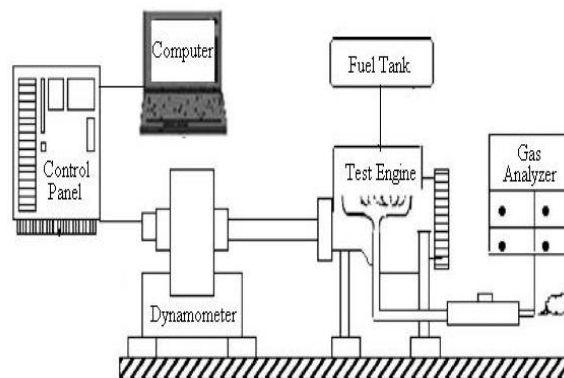 Computer
Fuel Tank
Control
Panel
Test Engine
Gas
Analyzer
Dynamometer